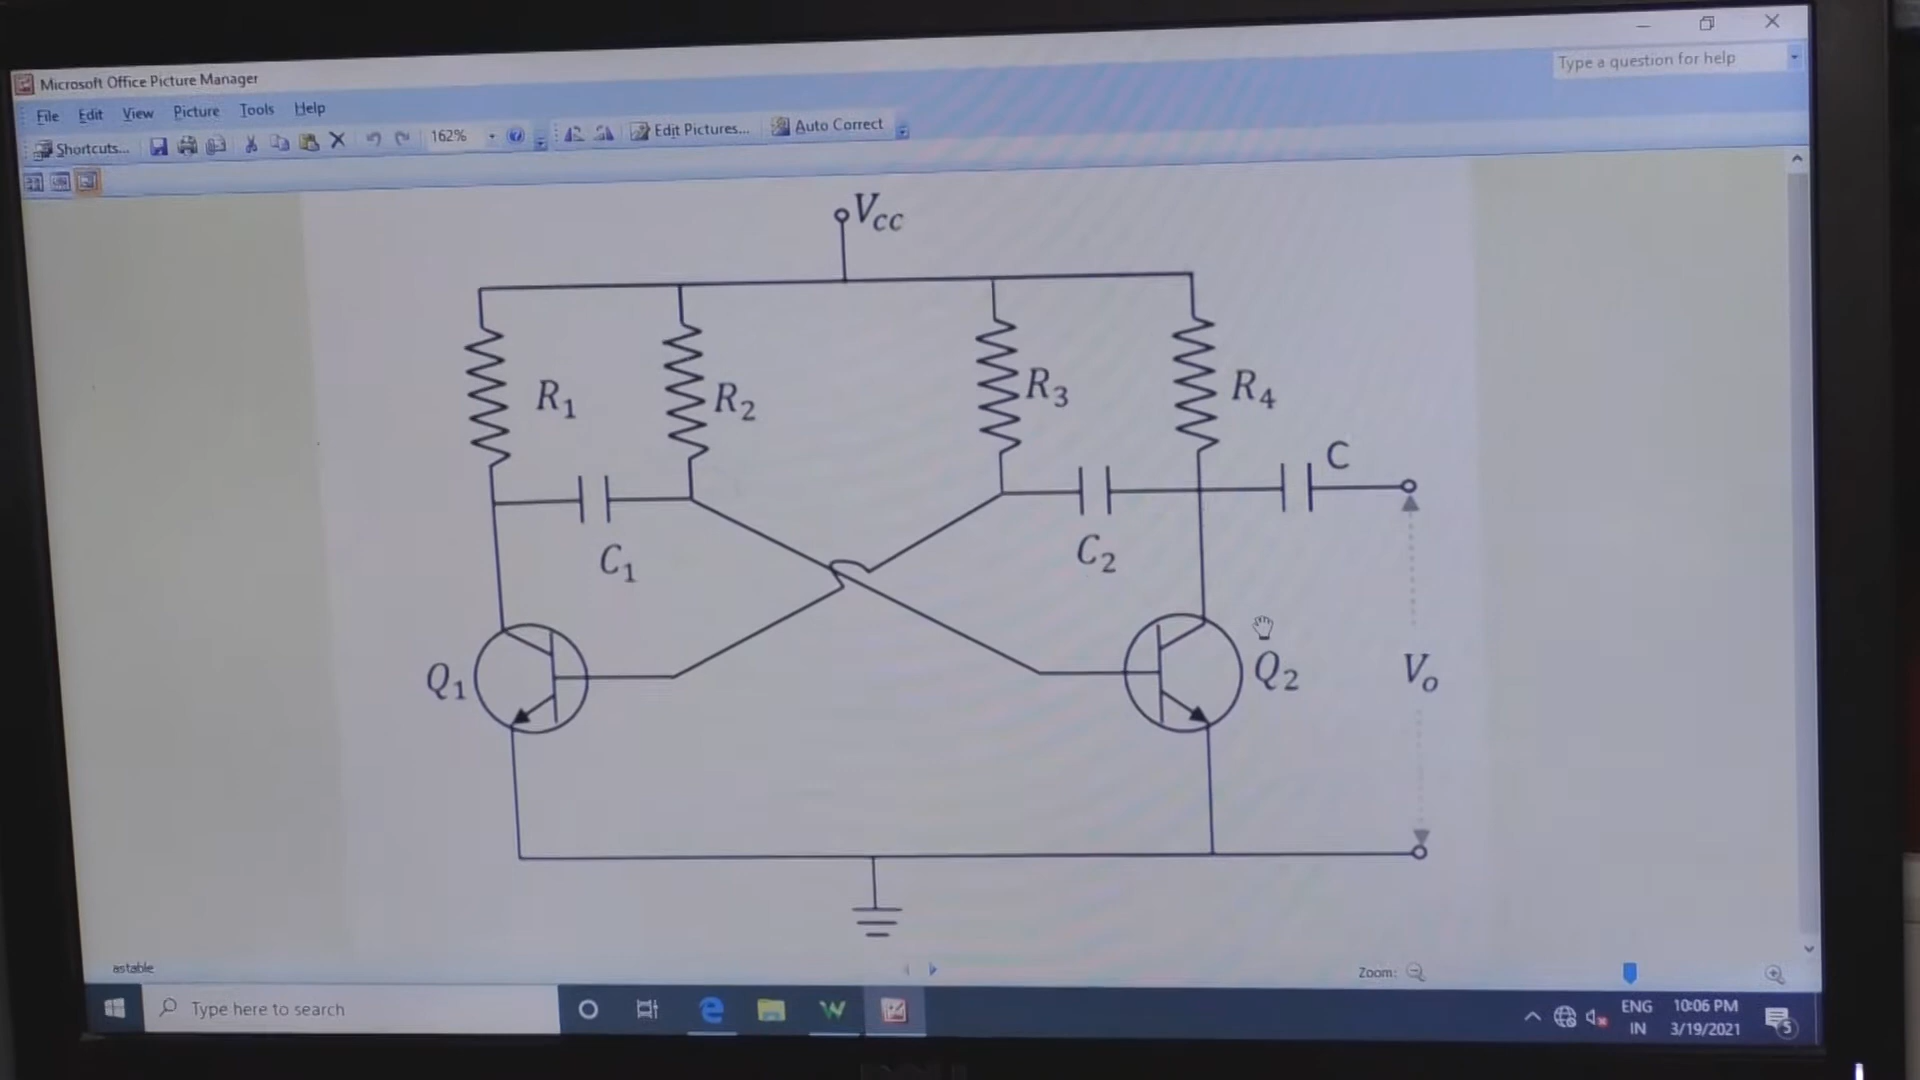 Microsoft Office Picture Manager
Type a question for help
File Edit View Picture Tools Help
Shortcuts... 162% Edit Pictures... Auto Correct
Vcc
R1 R2 R3 R4
C
C1 C2
Q1 Q2 Vo
astable Zoom:
Type here to search
ENG 10:06 PM
IN 3/19/2021 5